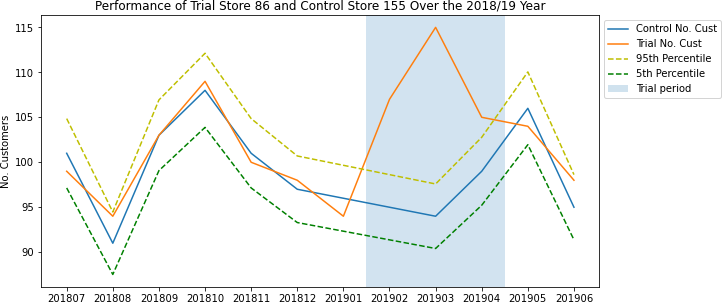 Performance of Trial Store 86 and Control Store 155 Over the 2018/19 Year
No. Customers
115
110
105
100
95
90
201807 201808 201809 201810 201811 201812 201901 201902 201903 201904 201905 201906
Control No. Cust
Trial No. Cust
95th Percentile
5th Percentile
Trial period